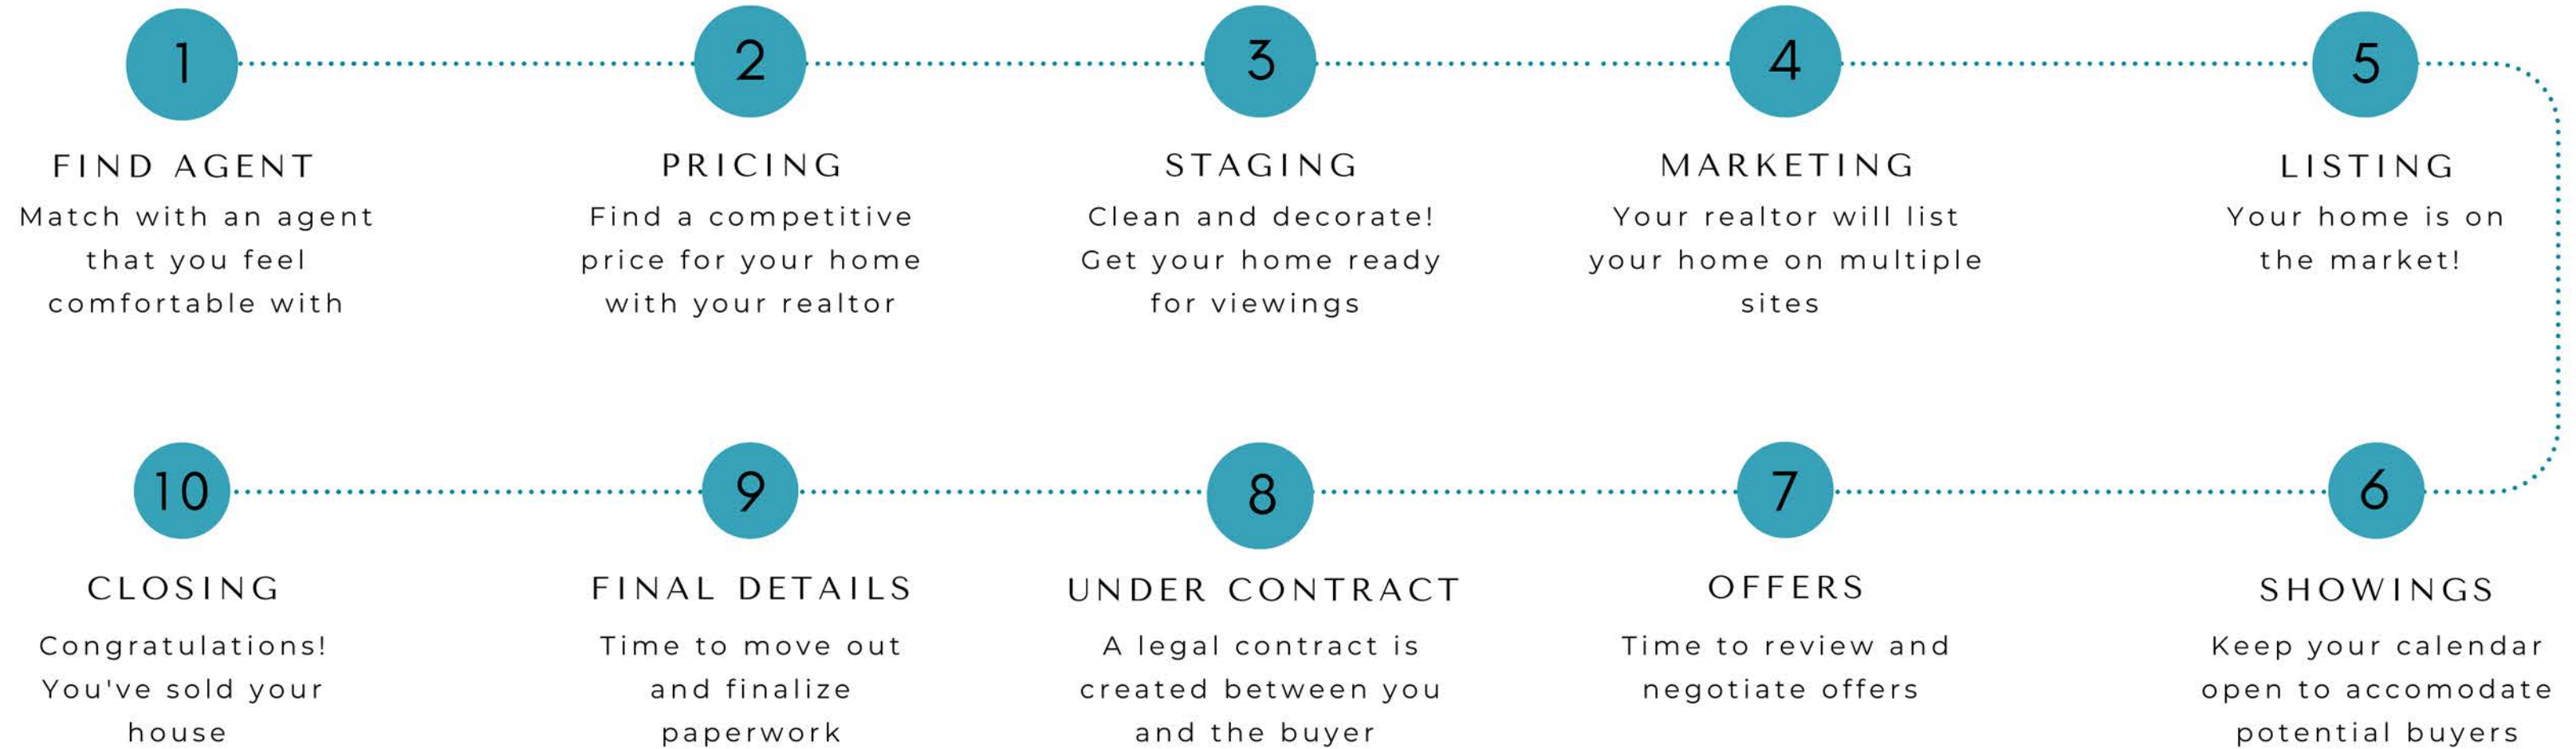 1
FIND AGENT
Match with an agent
that you feel
comfortable with
2
PRICING
Find a competitive
price for your home
with your realtor
3
STAGING
Clean and decorate!
Get your home ready
for viewings
4
MARKETING
Your realtor will list
your home on multiple
sites
5
LISTING
Your home is on
the market!
6
SHOWINGS
Keep your calendar
open to accomodate
potential buyers
7
OFFERS
Time to review and
negotiate offers
8
UNDER CONTRACT
A legal contract is
created between you
and the buyer
9
FINAL DETAILS
Time to move out
and finalize
paperwork
10
CLOSING
Congratulations!
You've sold your
house